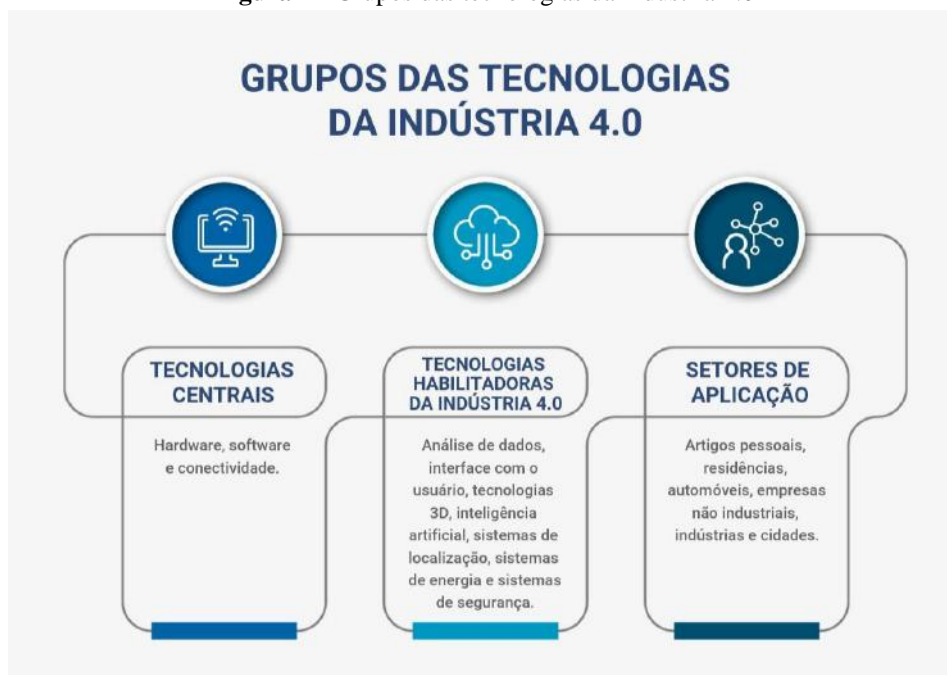 GRUPOS DAS TECNOLOGIAS
DA INDÚSTRIA 4.0
TECNOLOGIAS
CENTRAIS
Hardware, software
e conectividade.
TECNOLOGIAS
HABILITADORAS
DA INDÚSTRIA 4.0
Análise de dados,
interface com o
usuário, tecnologias
3D, inteligência
artificial, sistemas de
localização, sistemas
de energia e sistemas
de segurança.
SETORES DE
APLICAÇÃO
Artigos pessoais,
residências,
automóveis, empresas
não industriais,
indústrias e cidades.